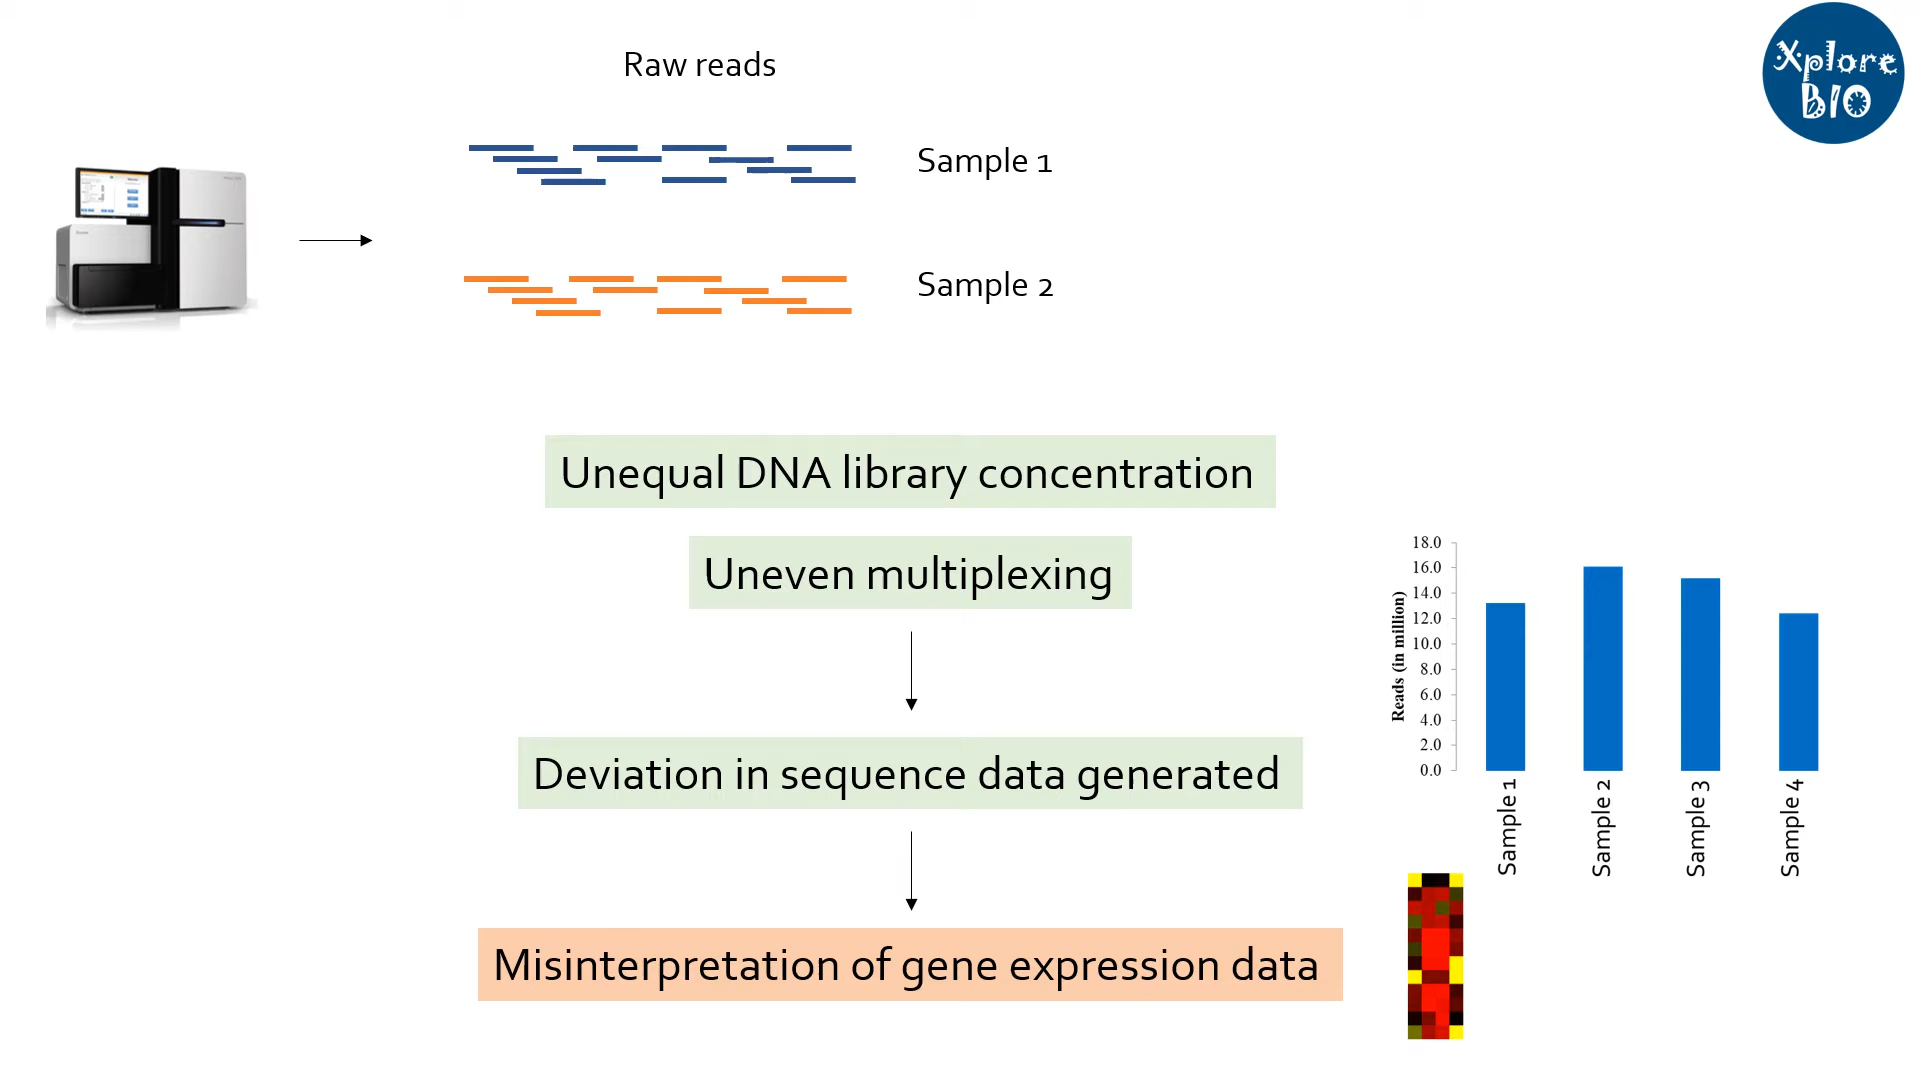 Raw reads
Xplore
BIO
Sample 1
Sample 2
Unequal DNA library concentration
Uneven multiplexing
Deviation in sequence data generated
Misinterpretation of gene expression data
Reads (in million)
18.0
16.0
14.0
12.0
10.0
8.0
6.0
4.0
2.0
0.0
Sample 1
Sample 2
Sample 3
Sample 4